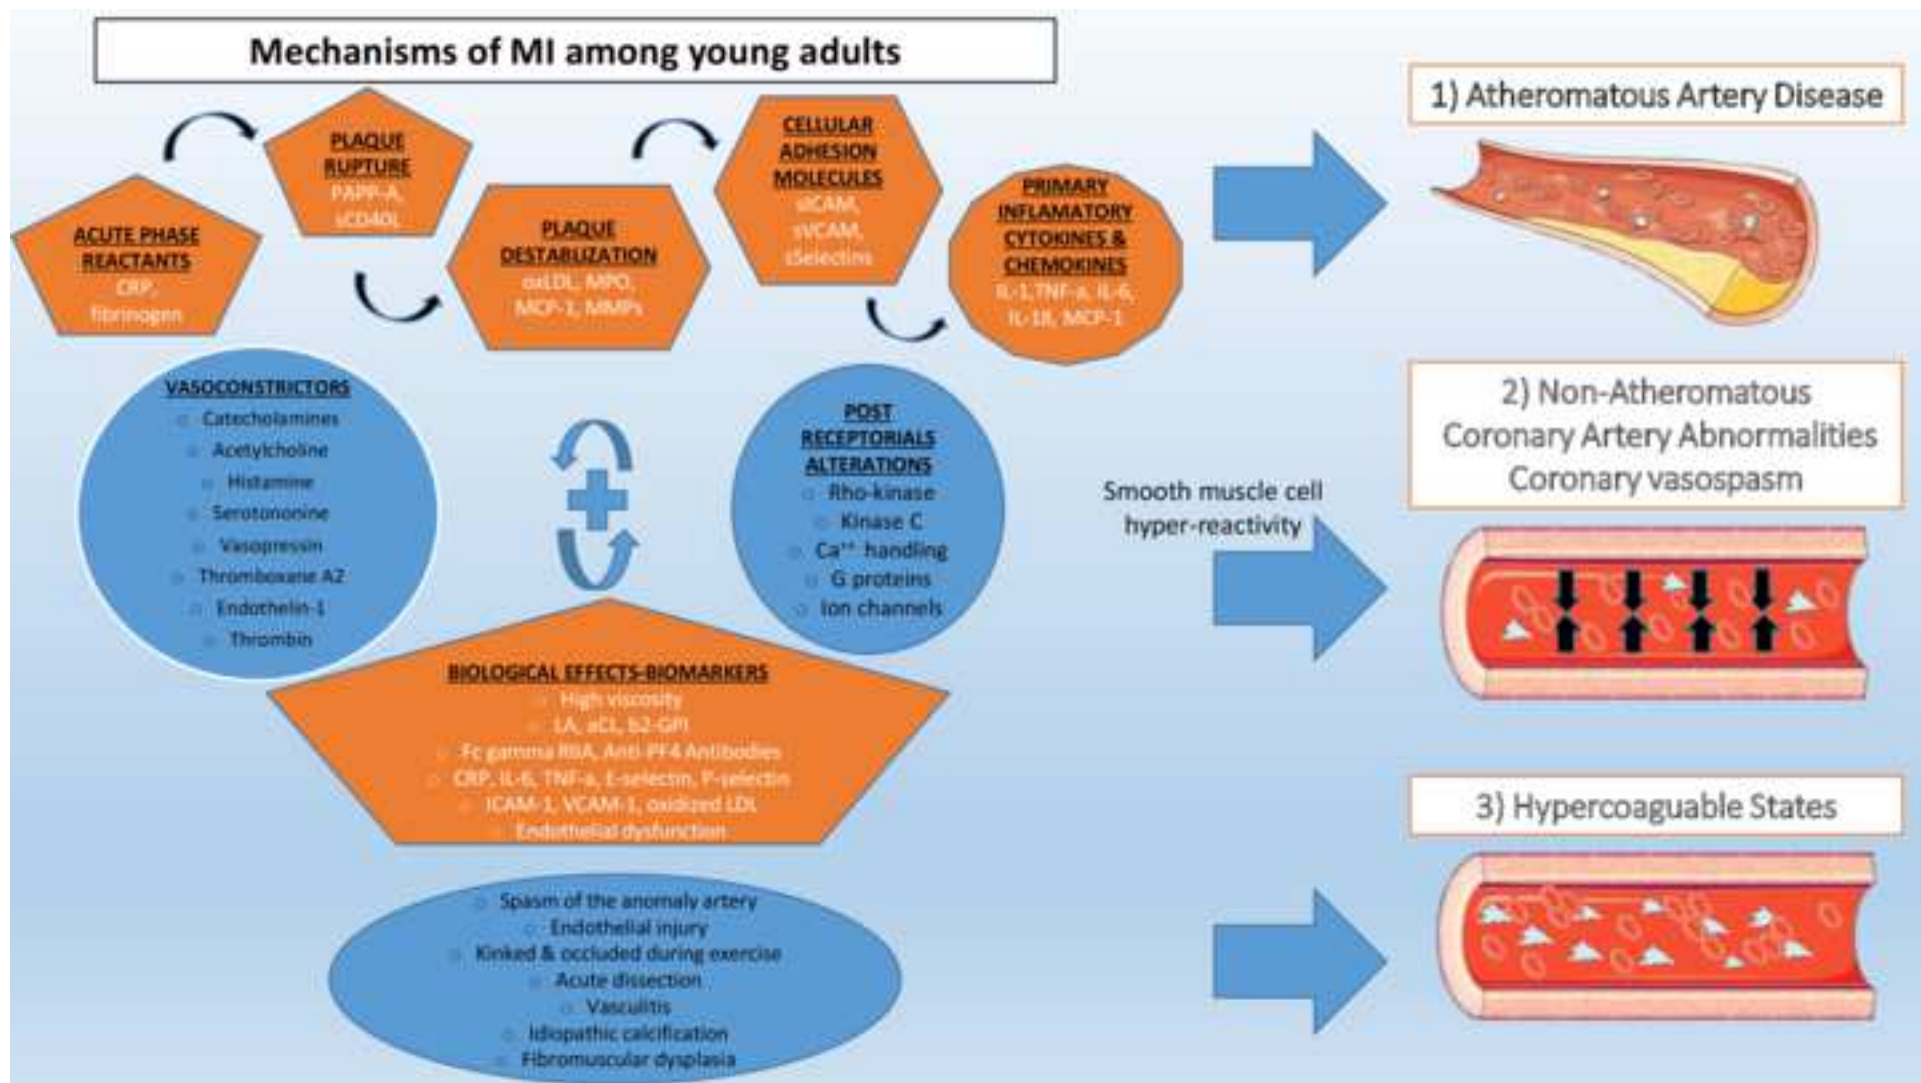 Mechanisms of MI among young adults
ACUTE PHASE
REACTANTS
CRP,
fibrinogen
PLAQUE
RUPTURE
PAPP-A,
sCD40L
PLAQUE
DESTABLIZATION
oxLDL, MPO,
MCP-1, MMPs
CELLULAR
ADHESION
MOLECULES
sICAM,
sVCAM,
sSelectins
PRIMARY
INFLAMATORY
CYTOKINES &
CHEMOKINES
IL-1,TNF-a, IL-6,
IL-18, MCP-1
1) Atheromatous Artery Disease
VASOCONSTRICTORS
Catecholamines
Acetylcholine
Histamine
Serotononine
Vasopressin
Thromboxane A2
Endothelin-1
Thrombin
POST
RECEPTORIALS
ALTERATIONS
Rho-kinase
Kinase C
Ca⁺⁺ handling
G proteins
Ion channels
Smooth muscle cell
hyper-reactivity
2) Non-Atheromatous
Coronary Artery Abnormalities
Coronary vasospasm
BIOLOGICAL EFFECTS-BIOMARKERS
High viscosity
LA, aCL, b2-GPI
Fc gamma RIIA, Anti-PF4 Antibodies
CRP, IL-6, TNF-a, E-selectin, P-selectin
ICAM-1, VCAM-1, oxidized LDL
Endothelial dysfunction
3) Hypercoaguable States
Spasm of the anomaly artery
Endothelial injury
Kinked & occluded during exercise
Acute dissection
Vasculitis
Idiopathic calcification
Fibromuscular dysplasia